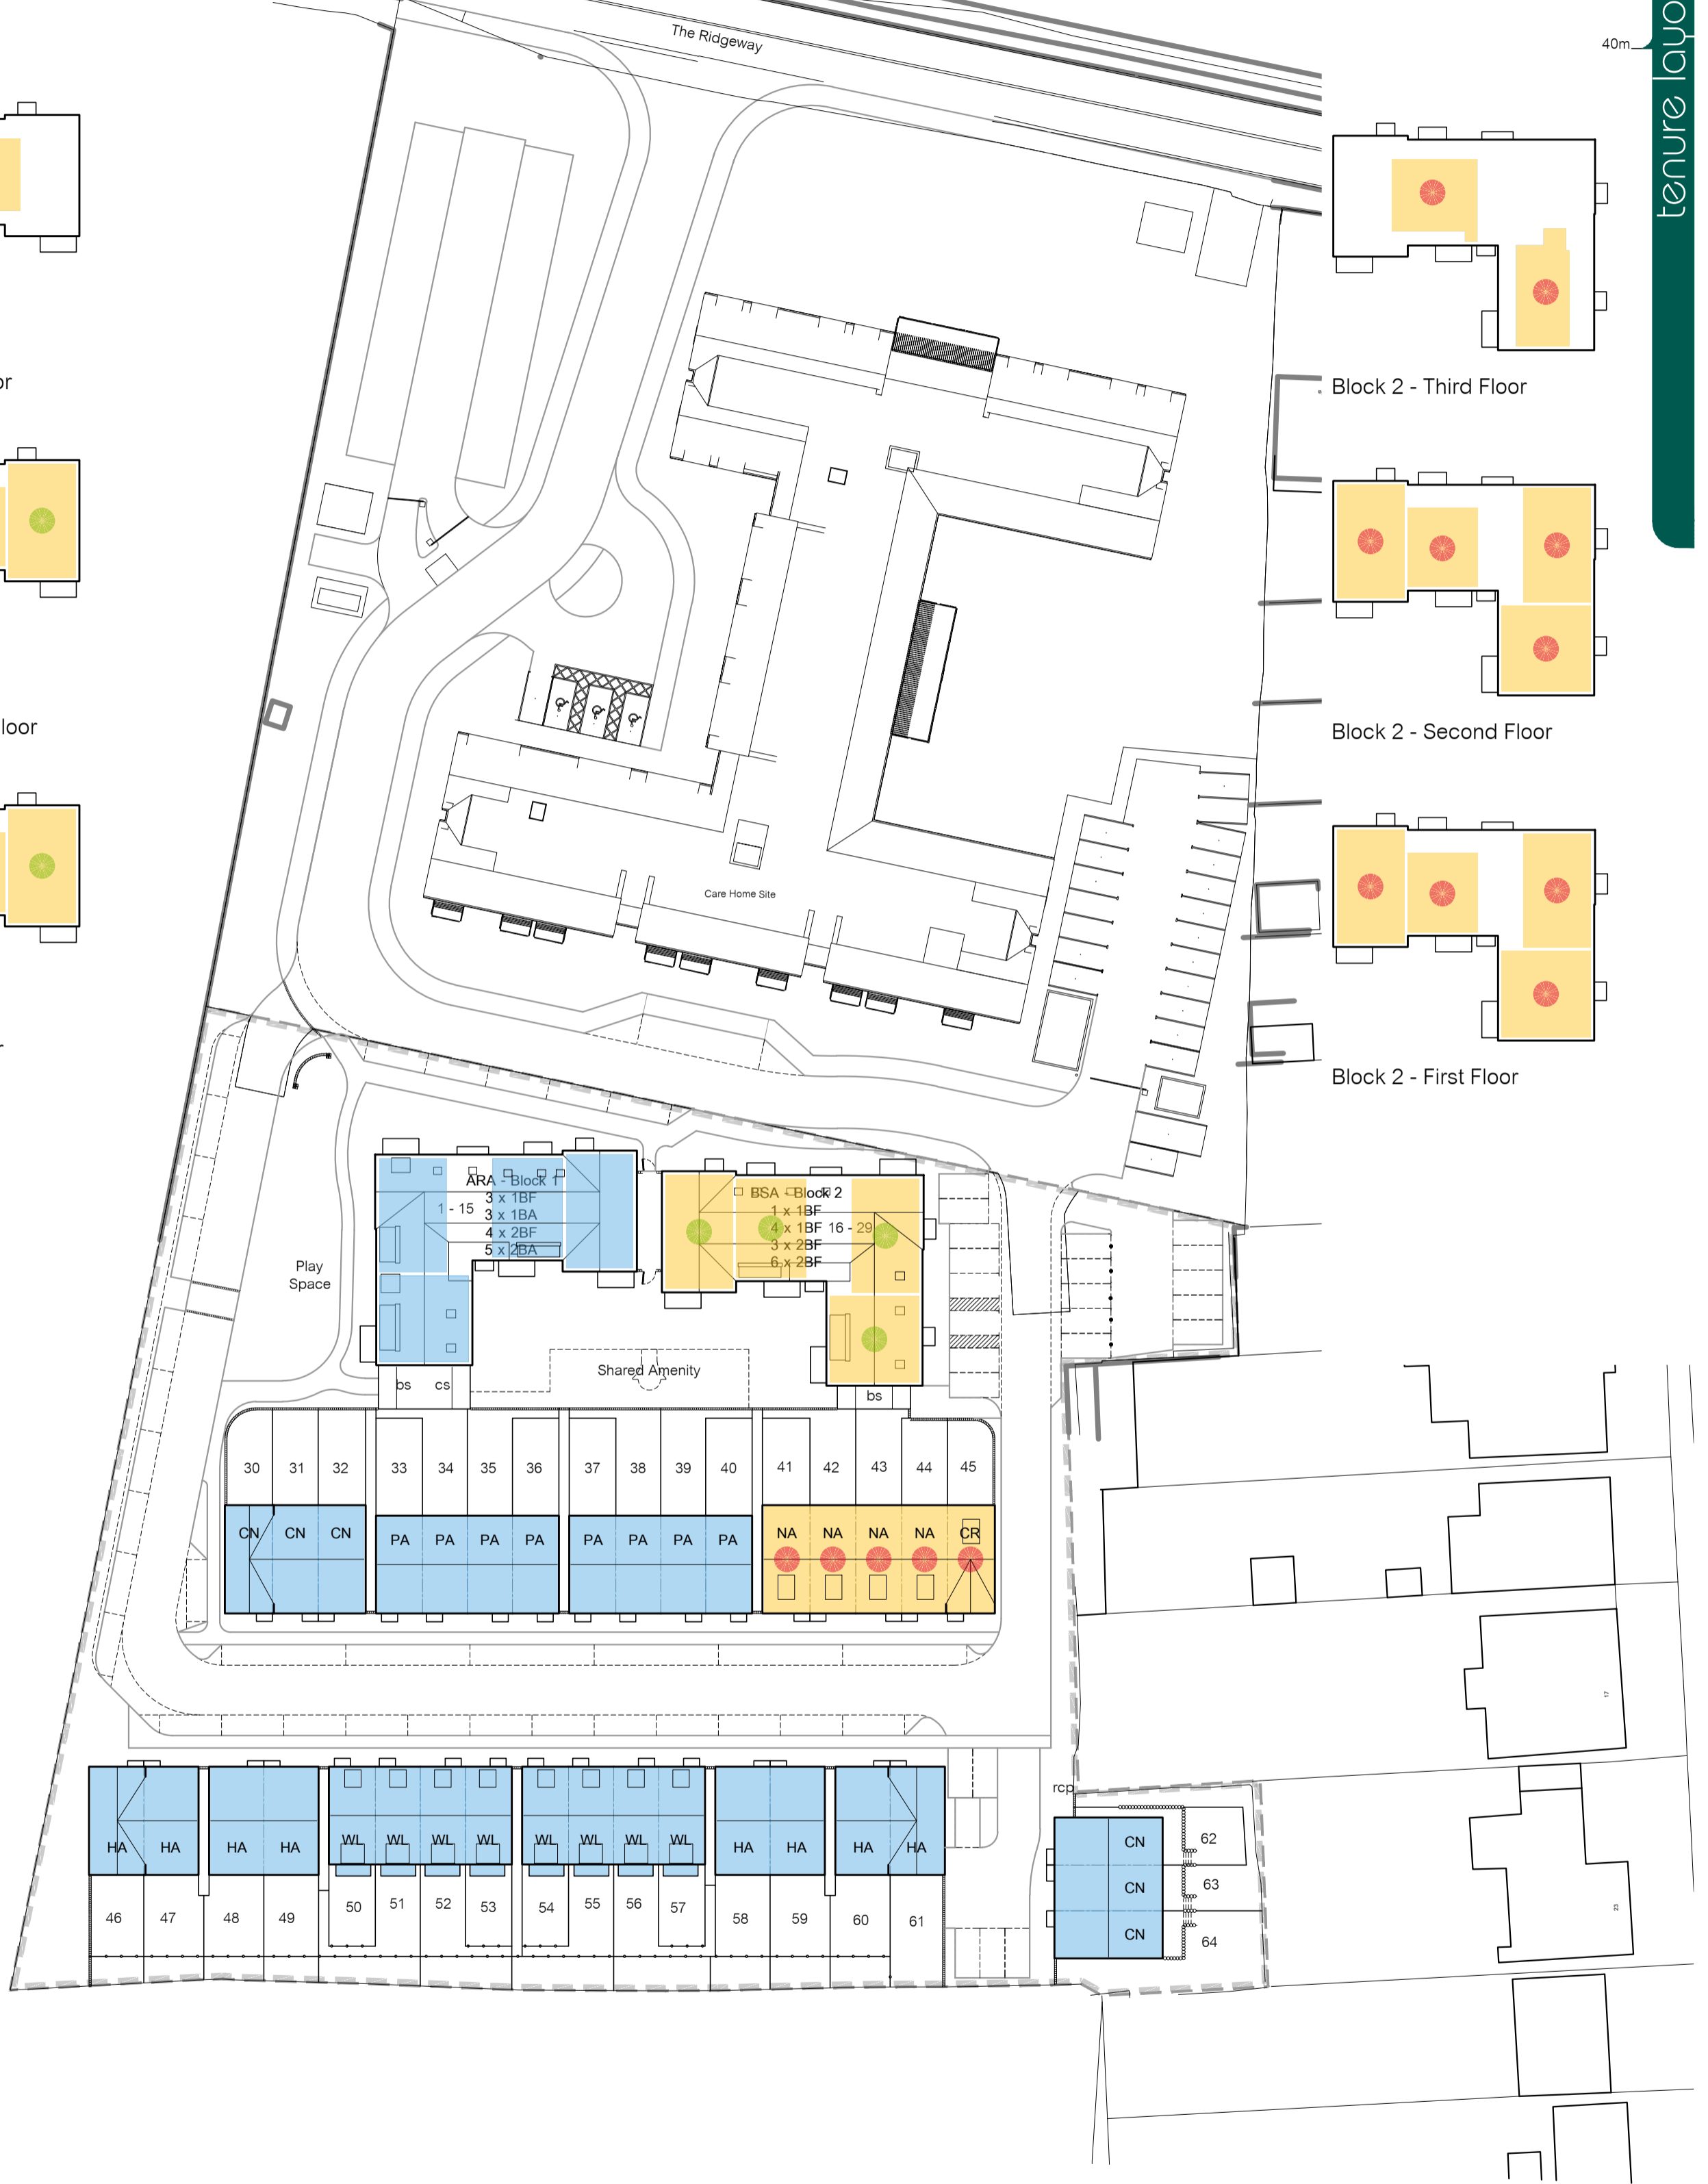 The Ridgeway
40m
tenure layo
Block 2 - Third Floor
or
Block 2 - Second Floor
loor
Care Home Site
Block 2 - First Floor
ARA - Block 1
3 x 1BF
1 - 15
3 x 1BA
4 x 2BF
5 x 2BA
BSA - Block 2
1 x 1BF
4 x 1BF
16 - 29
3 x 2BF
6 x 2BF
Play
Space
Shared Amenity
bs
cs
bs
30 31 32 33 34 35 36 37 38 39 40 41 42 43 44 45
CN CN CN PA PA PA PA PA PA PA PA NA NA NA NA CR
17
rcp
HA HA HA HA WL WL WL WL WL WL WL WL HA HA HA HA
46 47 48 49 50 51 52 53 54 55 56 57 58 59 60 61
CN 62
CN 63
CN 64
23